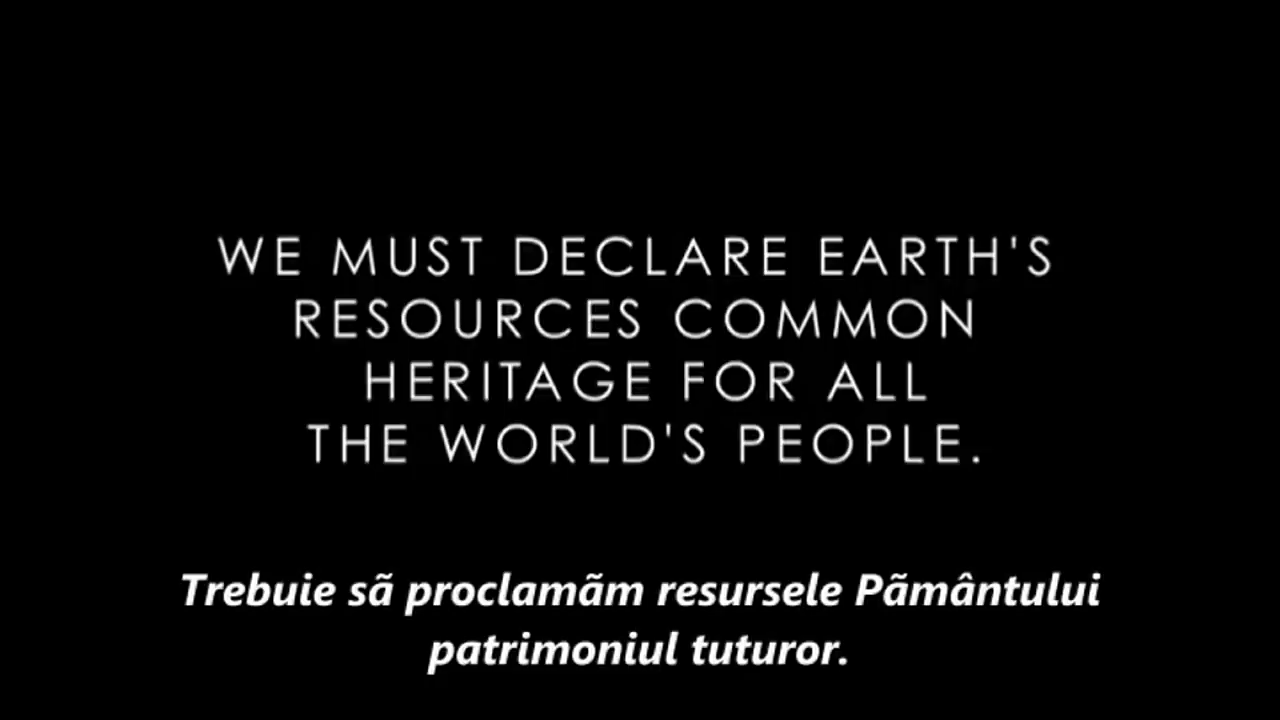 WE MUST DECLARE EARTH'S
RESOURCES COMMON
HERITAGE FOR ALL
THE WORLD'S PEOPLE.
Trebuie sã proclamãm resursele Pãmântului
patrimoniul tuturor.